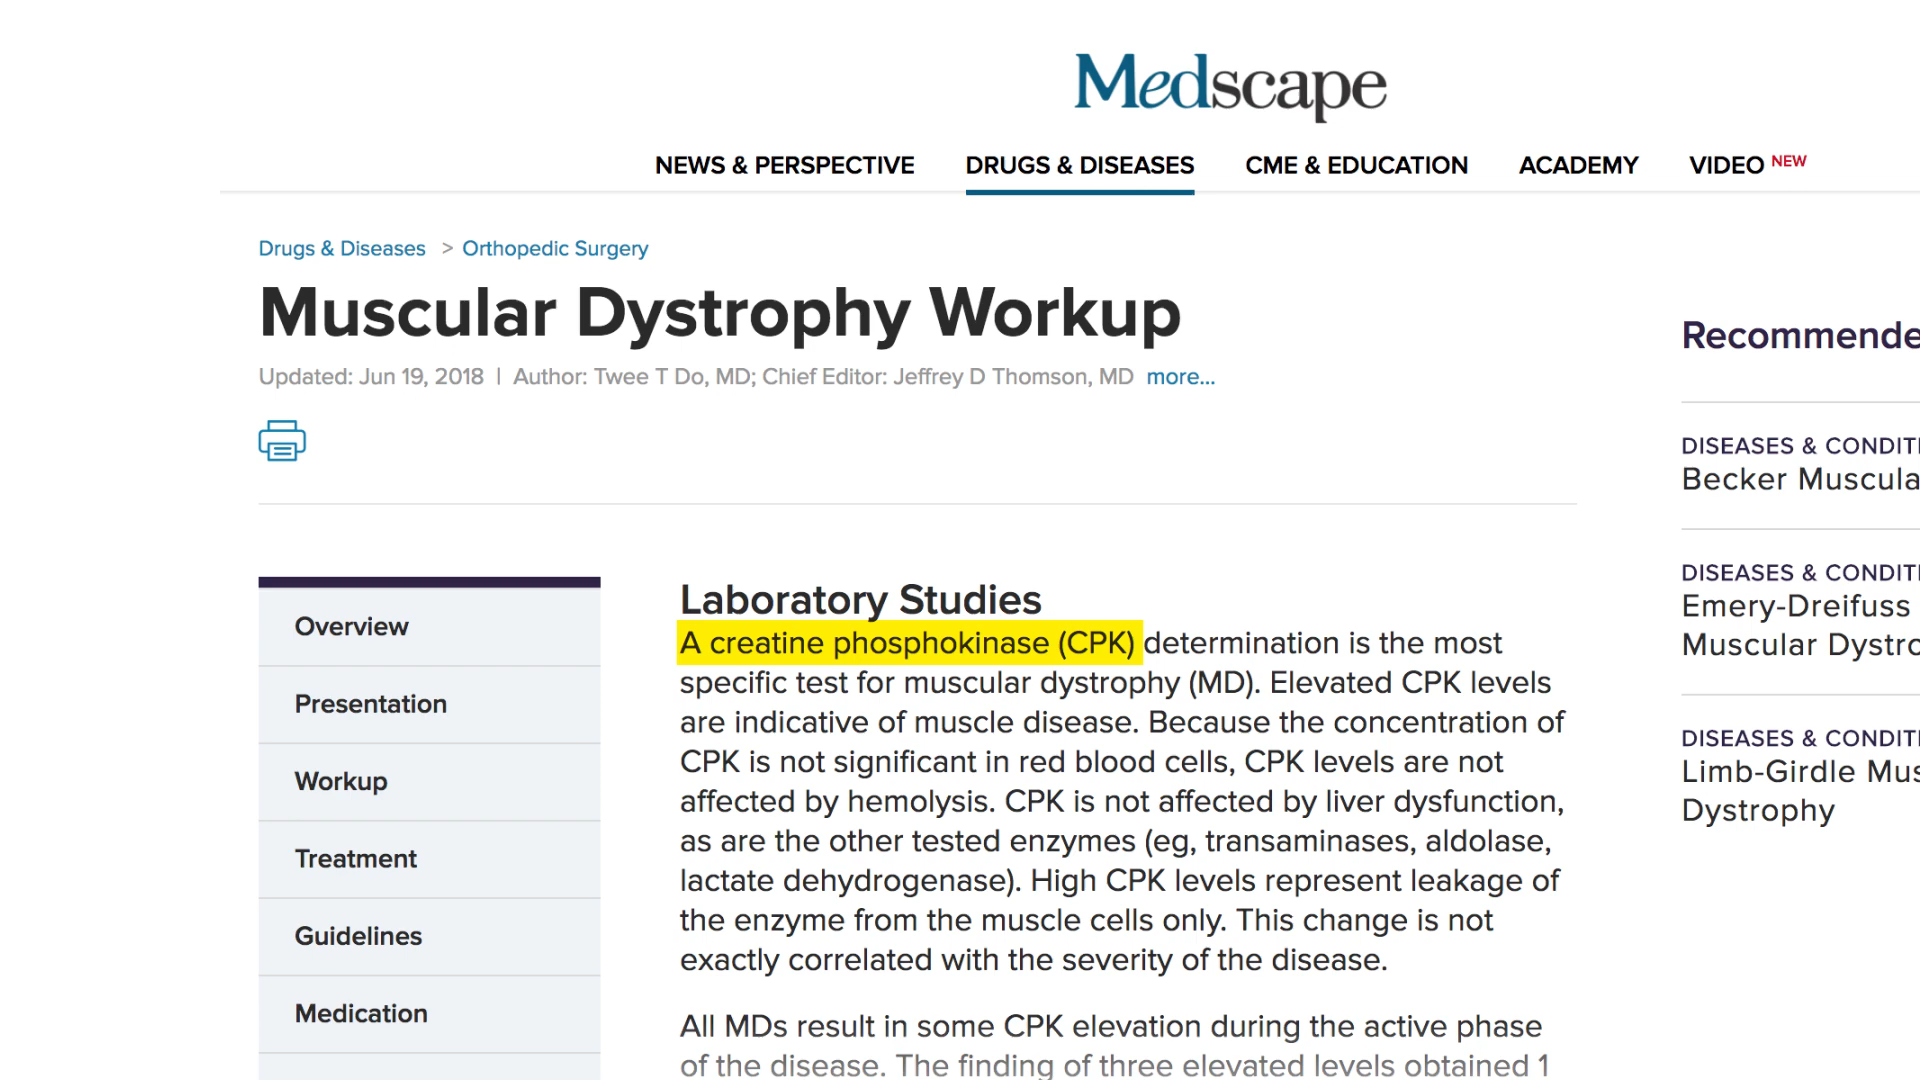 Medscape
NEWS & PERSPECTIVE DRUGS & DISEASES CME & EDUCATION ACADEMY VIDEO NEW
Drugs & Diseases > Orthopedic Surgery
Muscular Dystrophy Workup
Updated: Jun 19, 2018 | Author: Twee T Do, MD; Chief Editor: Jeffrey D Thomson, MD more...
Overview
Presentation
Workup
Treatment
Guidelines
Medication
Laboratory Studies
A creatine phosphokinase (CPK) determination is the most
specific test for muscular dystrophy (MD). Elevated CPK levels
are indicative of muscle disease. Because the concentration of
CPK is not significant in red blood cells, CPK levels are not
affected by hemolysis. CPK is not affected by liver dysfunction,
as are the other tested enzymes (eg, transaminases, aldolase,
lactate dehydrogenase). High CPK levels represent leakage of
the enzyme from the muscle cells only. This change is not
exactly correlated with the severity of the disease.
All MDs result in some CPK elevation during the active phase
of the disease. The finding of three elevated levels obtained 1
Recommende
DISEASES & CONDITI
Becker Muscula
DISEASES & CONDITI
Emery-Dreifuss
Muscular Dystro
DISEASES & CONDITI
Limb-Girdle Mus
Dystrophy